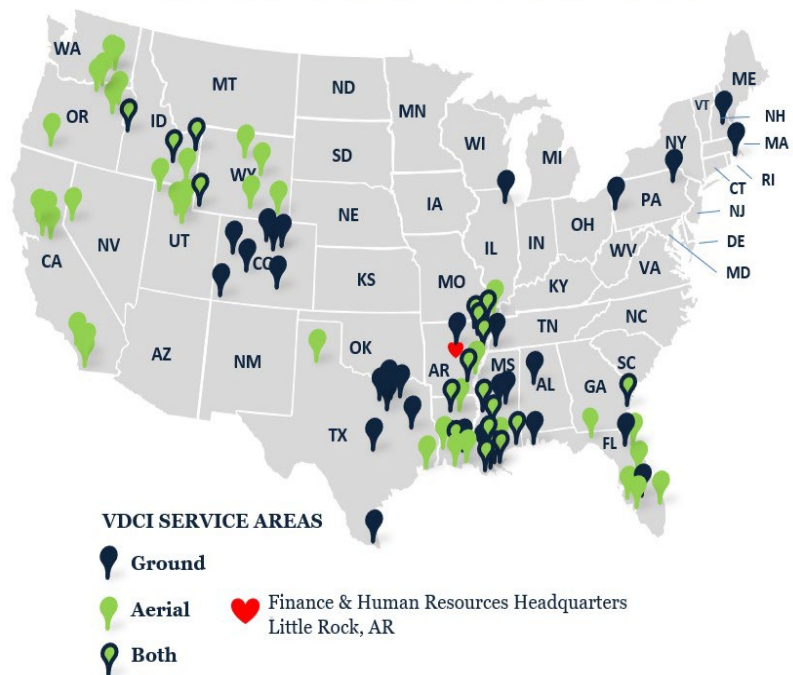 WA
MT
ND
MN
ME
VT
NH
MA
OR
ID
WI
NY
SD
MI
RI
CT
WY
IA
PA
NJ
NE
OH
DE
NV
UT
IL
IN
WV
MD
CA
CO
KS
MO
KY
VA
AZ
NM
OK
AR
TN
NC
MS
AL
GA
SC
TX
FL
VDCI SERVICE AREAS
Ground
Aerial
Both
Finance & Human Resources Headquarters
Little Rock, AR